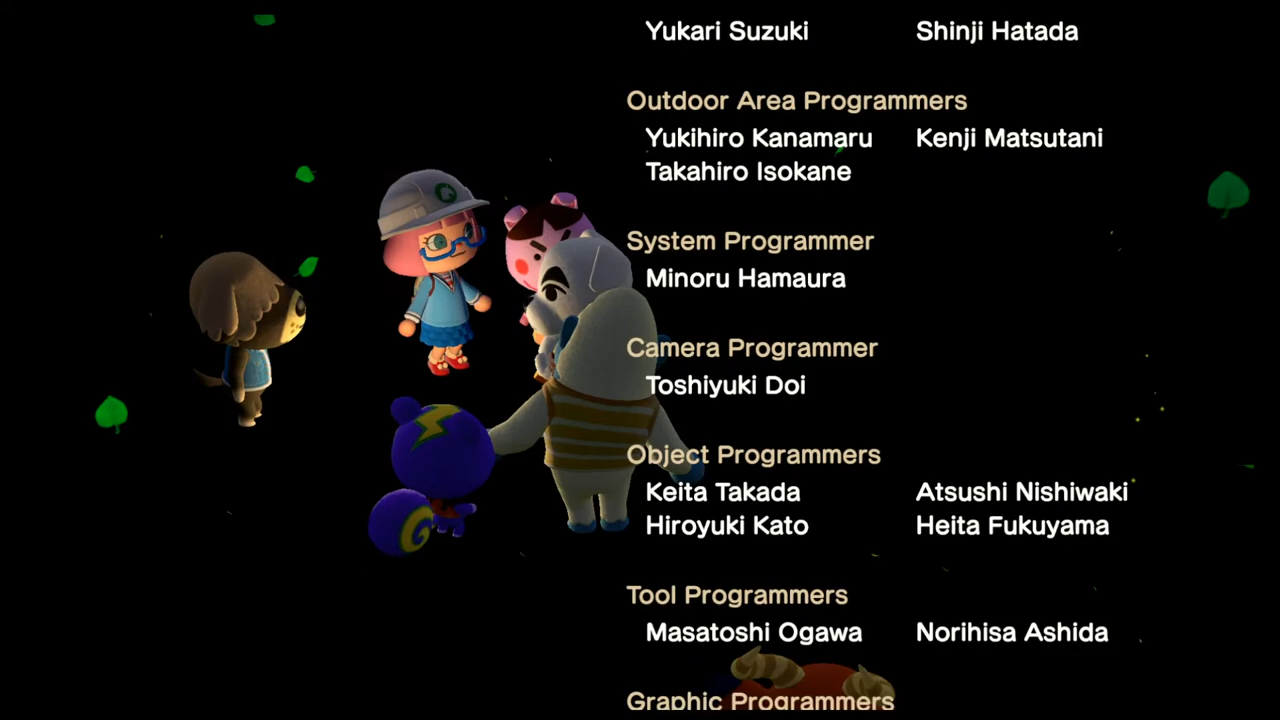 Yukari Suzuki Shinji Hatada
Outdoor Area Programmers
Yukihiro Kanamaru Kenji Matsutani
Takahiro Isokane
System Programmer
Minoru Hamaura
Camera Programmer
Toshiyuki Doi
Object Programmers
Keita Takada Atsushi Nishiwaki
Hiroyuki Kato Heita Fukuyama
Tool Programmers
Masatoshi Ogawa Norihisa Ashida
Graphic Programmers